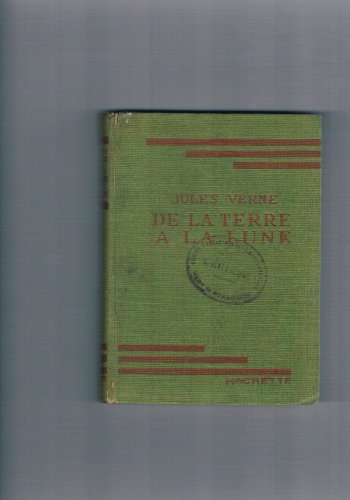 JULES VERNE
DE LA TERRE
A LA LUNE
HACHETTE